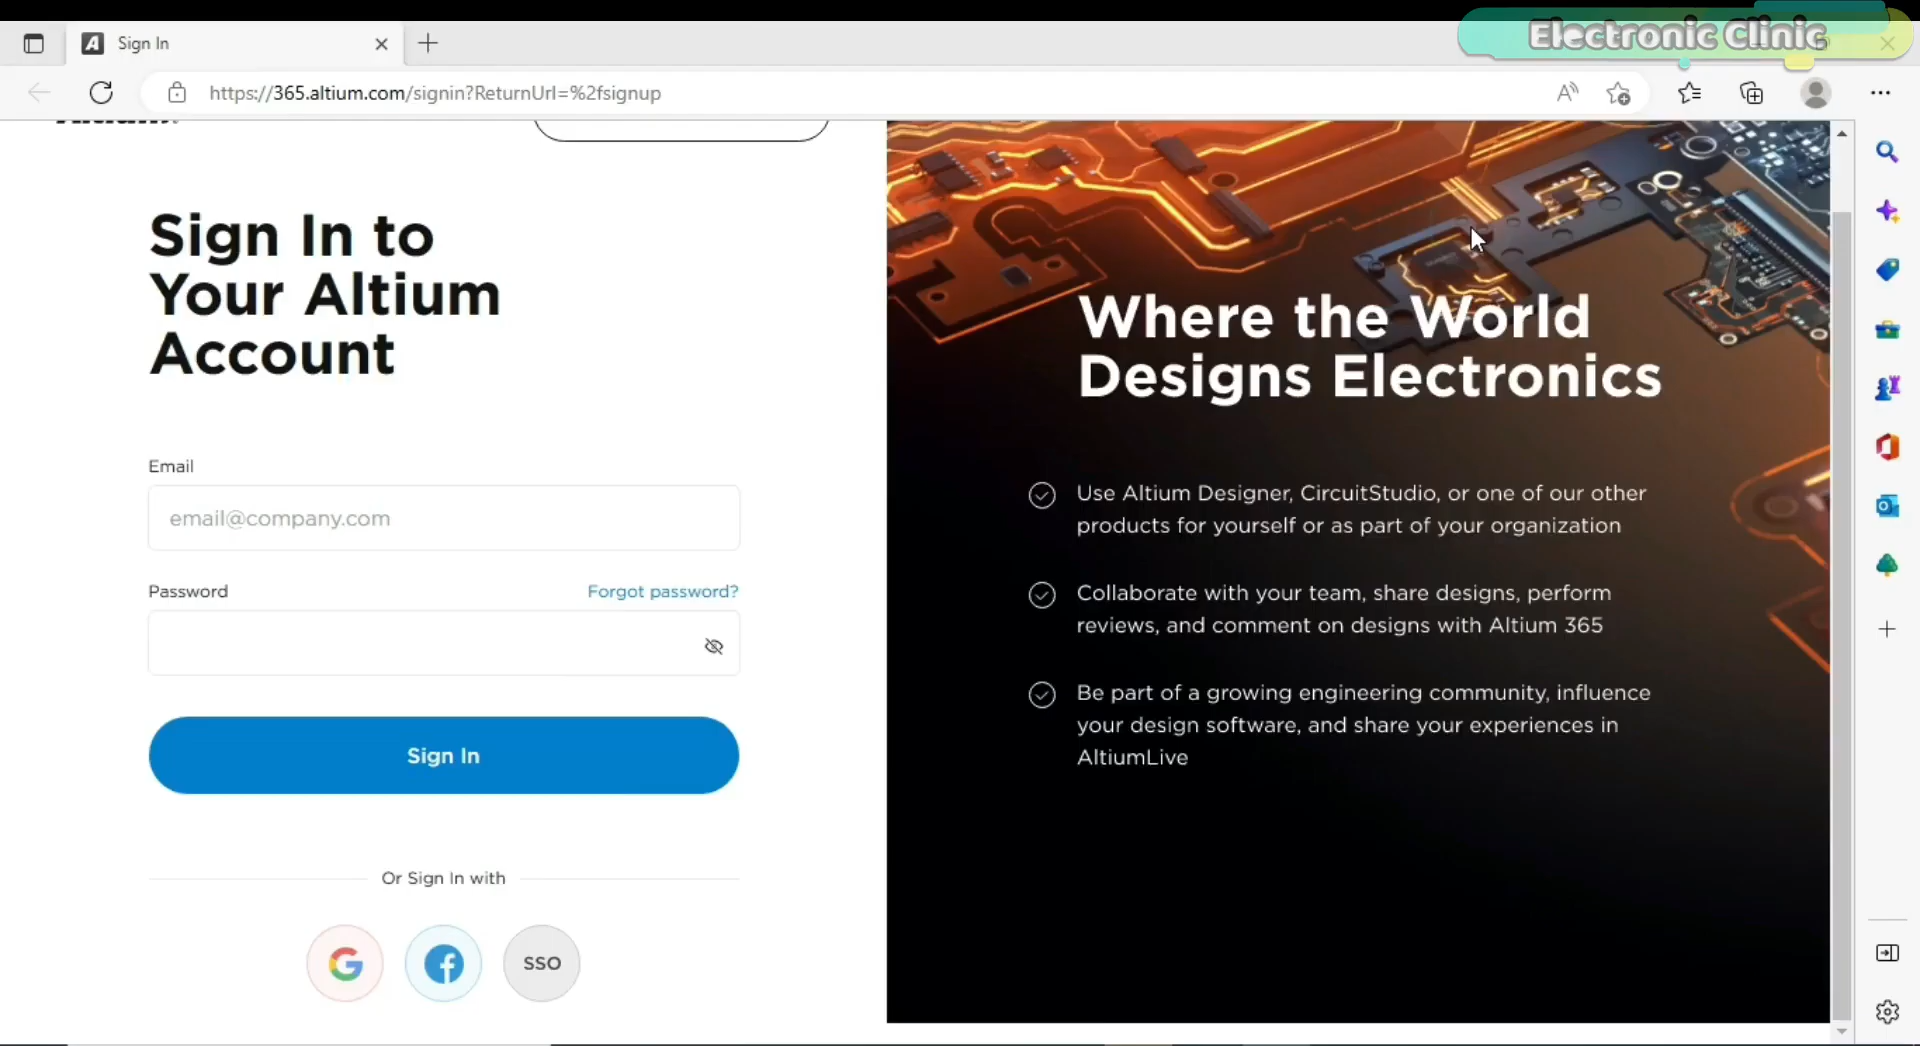 Electronic Clinic
Sign In
https://365.altium.com/signin?ReturnUrl=%2fsignup
Sign In to
Your Altium
Account
Email
email@company.com
Password
Forgot password?
Sign In
Or Sign In with
SSO
Where the World
Designs Electronics
Use Altium Designer, CircuitStudio, or one of our other
products for yourself or as part of your organization
Collaborate with your team, share designs, perform
reviews, and comment on designs with Altium 365
Be part of a growing engineering community, influence
your design software, and share your experiences in
AltiumLive